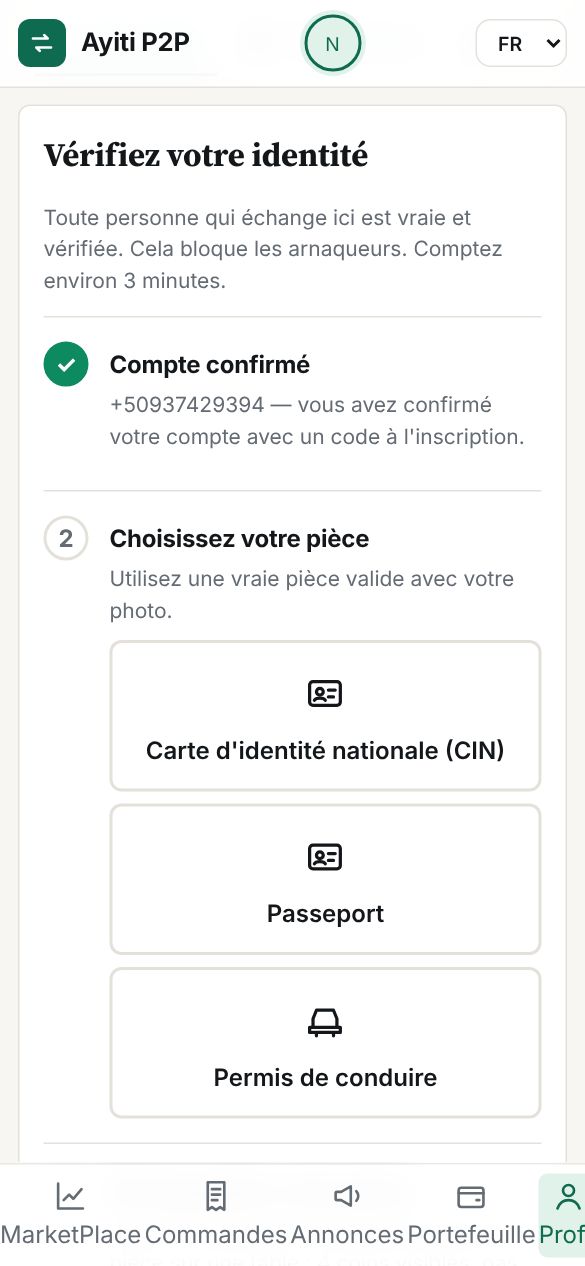 Ayiti P2P
N
FR
Vérifiez votre identité
Toute personne qui échange ici est vraie et
vérifiée. Cela bloque les arnaqueurs. Comptez
environ 3 minutes.
Compte confirmé
+50937429394 — vous avez confirmé
votre compte avec un code à l'inscription.
2
Choisissez votre pièce
Utilisez une vraie pièce valide avec votre
photo.
Carte d'identité nationale (CIN)
Passeport
Permis de conduire
MarketPlace Commandes Annonces Portefeuille Prof